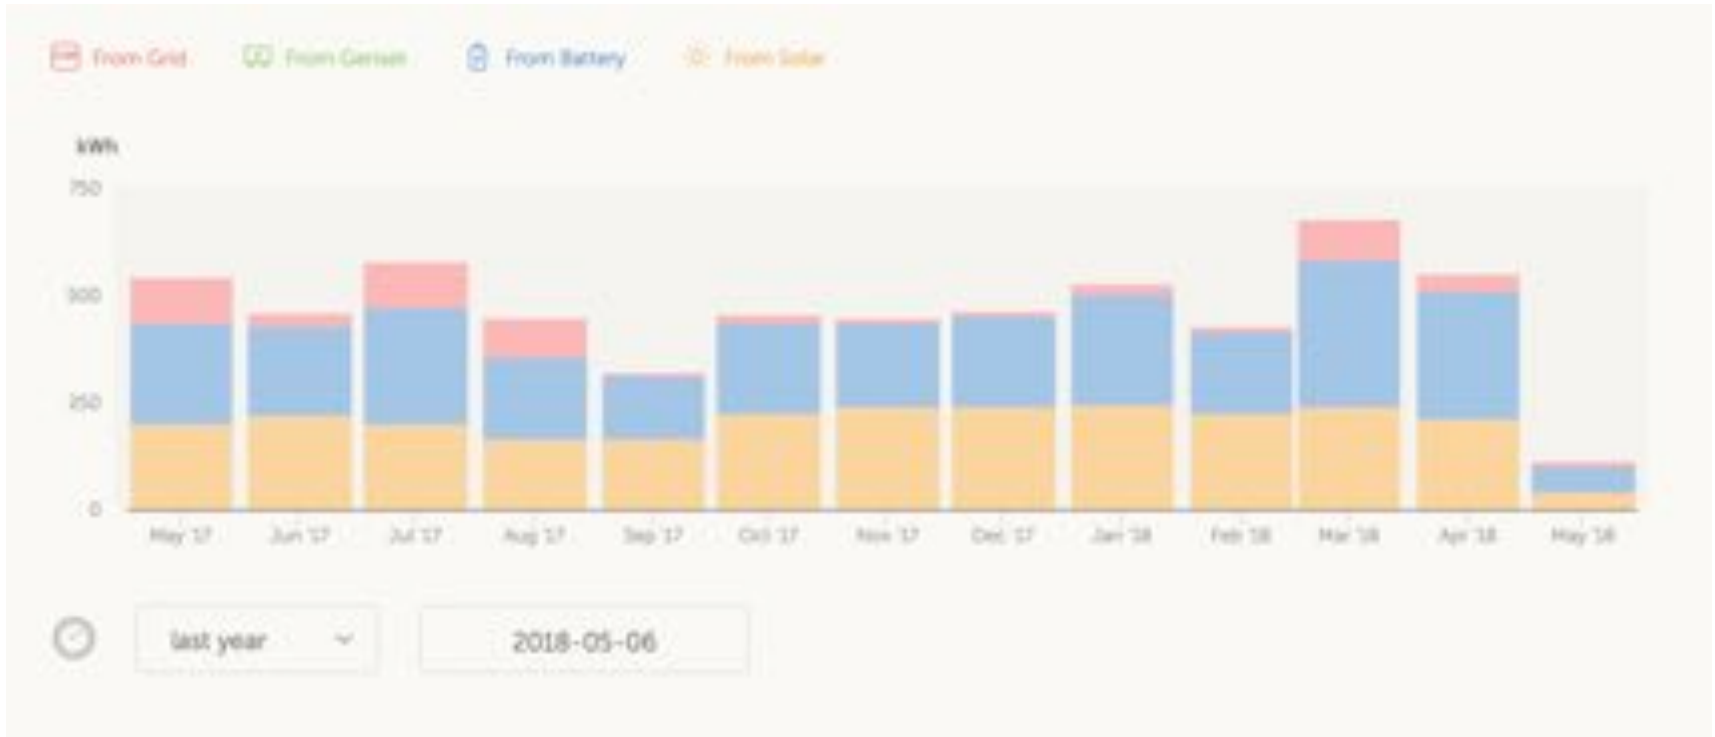 From Grid From Genset From Battery From Solar
kWh
750
500
250
0
May '17 Jun '17 Jul '17 Aug '17 Sep '17 Oct '17 Nov '17 Dec '17 Jan '18 Feb '18 Mar '18 Apr '18 May '18
last year 2018-05-06